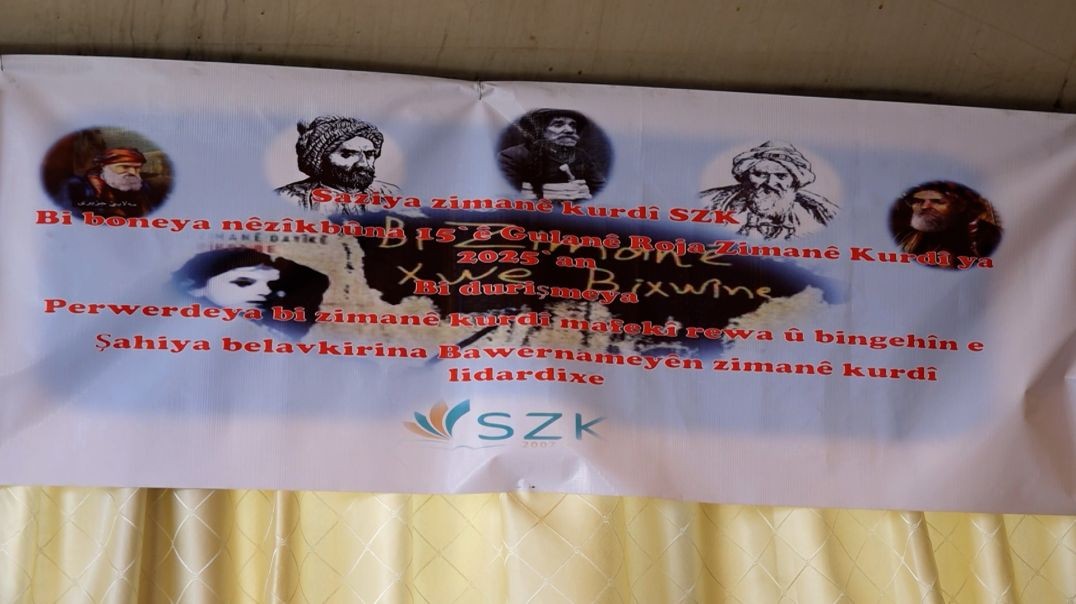 Saziya zimanê kurdî SZK
Bi boneya nêzîkbûna 15`ê Gulanê Roja Zimanê Kurdî ya
2025`an
Bi Zimanê
Xwe Bixwîne
Bi durişmeya
Perwerdeya bi zimanê kurdî mafekî rewa û bingehîn e
Şahiya belavkirina Bawernameyên zimanê kurdî
lidardixe
SZK
2007